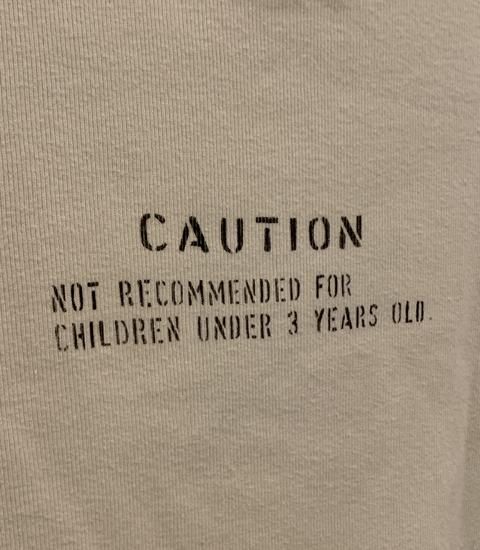 CAUTION
NOT RECOMMENDED FOR
CHILDREN UNDER 3 YEARS OLD.